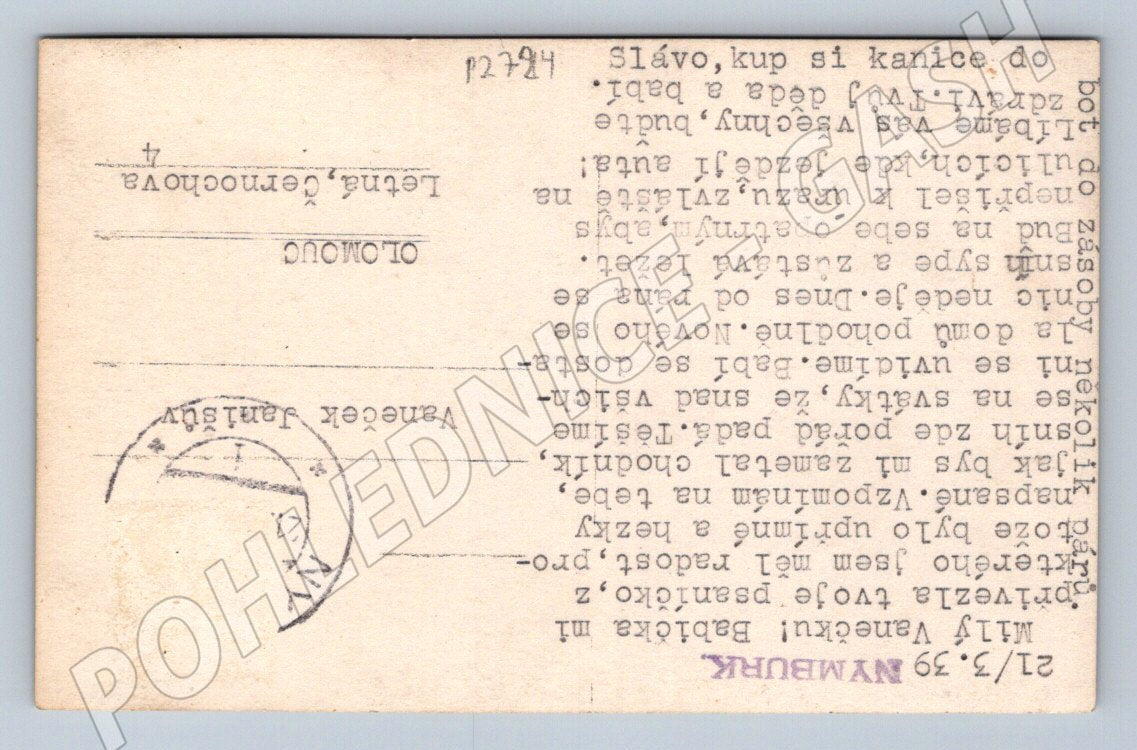 21/3.39 NYMBURK.
Milý Vanečku! Babička mi
přivezla tvoje psaníčko,z
kterého jsem měl radost,pro-
tože bylo upřímné a hezky
napsané.Vzpomínám na tebe,
jak bys mi zametal chodník,
sníh zde pořád padá.Těšíme
se na svátky,že snad všich-
ni se uvidíme.Babi se dosta-
la domů pohodlně.Nového se
nic neděje.Dnes od rána se
sníh sype a zůstává ležet.
Buď na sebe opatrným,abys
nepřišel k úrazu,zvláště na
ulicích,kde jezdějí auta!
Líbáme vás všechny,buďte
zdrávi.Tvůj děda a babi.
Slávo,kup si kanice do
bot do zásoby několik párů.
Vaneček Janišův
OLOMOUC
Letná,Černochova
4
POHLEDNICE - GASH